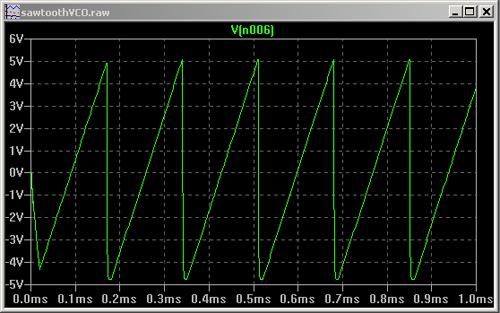 sawtoothVCO.raw
V(n006)
6V
5V
4V
3V
2V
1V
0V
-1V
-2V
-3V
-4V
-5V
0.0ms 0.1ms 0.2ms 0.3ms 0.4ms 0.5ms 0.6ms 0.7ms 0.8ms 0.9ms 1.0ms